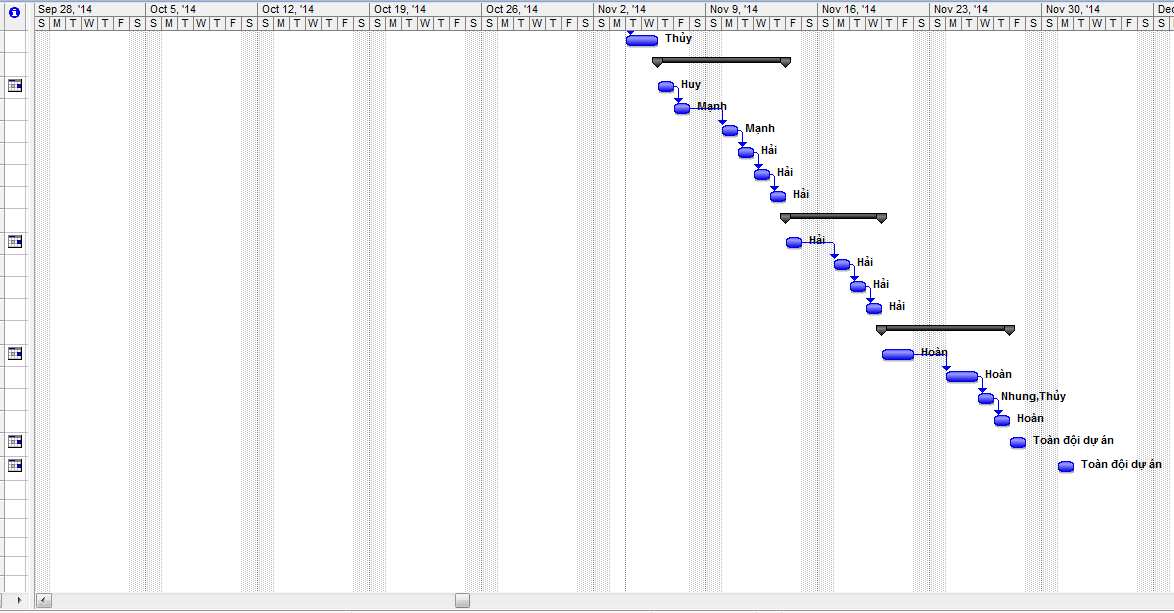 Sep 28, '14 Oct 5, '14 Oct 12, '14 Oct 19, '14 Oct 26, '14 Nov 2, '14 Nov 9, '14 Nov 16, '14 Nov 23, '14 Nov 30, '14 Dec
S M T W T F S S M T W T F S S M T W T F S S M T W T F S S M T W T F S S M T W T F S S M T W T F S S M T W T F S S M T W T F S S M T W T F S S
Thủy
Huy
Mạnh
Mạnh
Hải
Hải
Hải
Hải
Hải
Hải
Hải
Hoàn
Hoàn
Nhung,Thủy
Hoàn
Toàn đội dự án
Toàn đội dự án